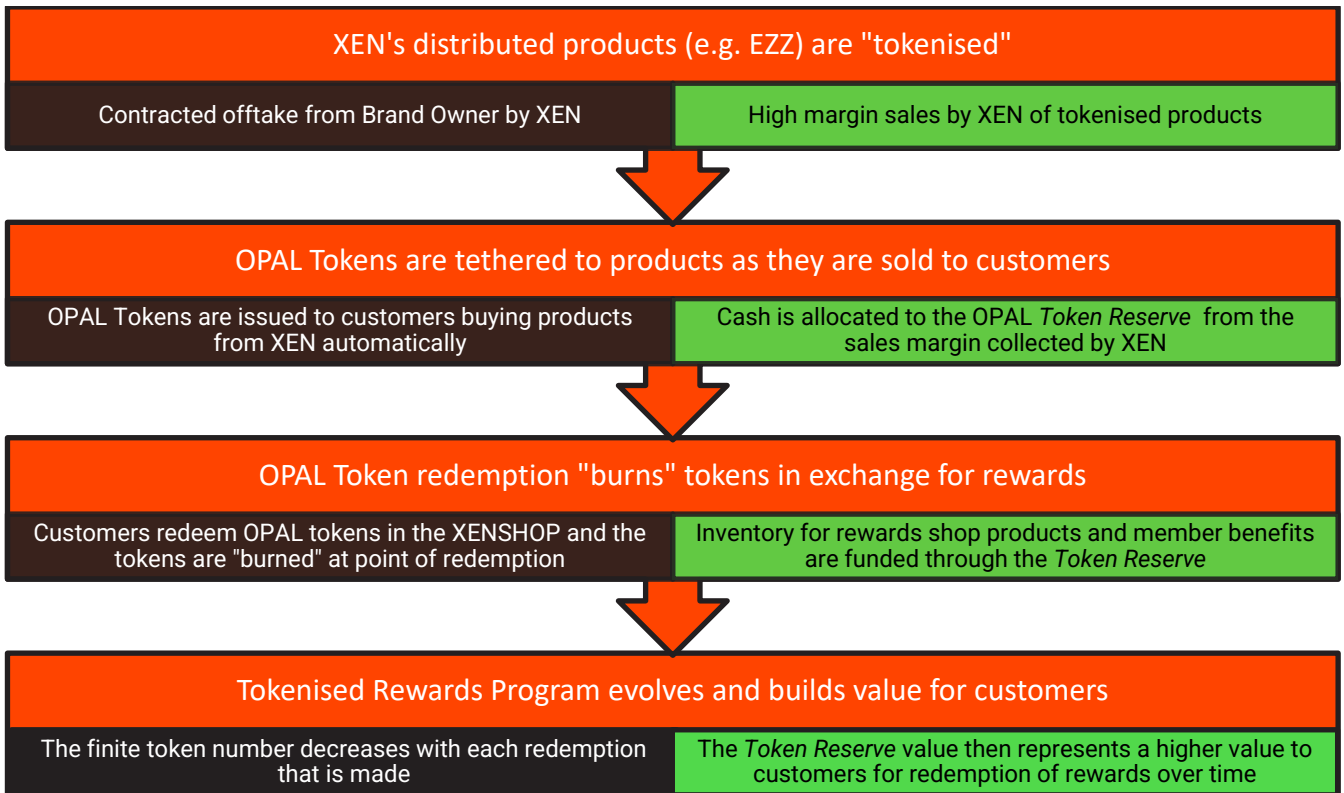 XEN's distributed products (e.g. EZZ) are "tokenised"
Contracted offtake from Brand Owner by XEN
High margin sales by XEN of tokenised products
OPAL Tokens are tethered to products as they are sold to customers
OPAL Tokens are issued to customers buying products
from XEN automatically
Cash is allocated to the OPAL Token Reserve from the
sales margin collected by XEN
OPAL Token redemption "burns" tokens in exchange for rewards
Customers redeem OPAL tokens in the XENSHOP and the
tokens are "burned" at point of redemption
Inventory for rewards shop products and member benefits
are funded through the Token Reserve
Tokenised Rewards Program evolves and builds value for customers
The finite token number decreases with each redemption
that is made
The Token Reserve value then represents a higher value to
customers for redemption of rewards over time